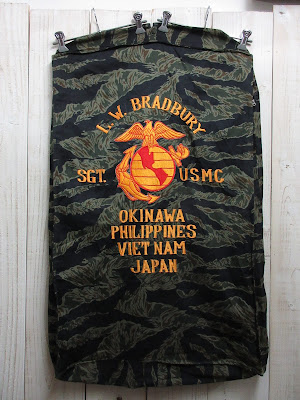 L. W. BRADBURY
SGT. USMC
OKINAWA
PHILIPPINES
VIET NAM
JAPAN